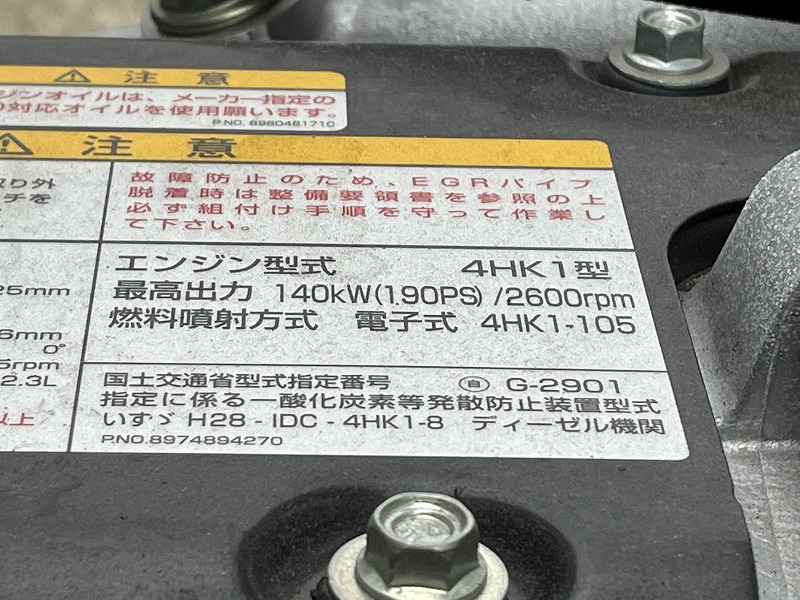 注意
ジンオイルは、メーカー指定の
対応オイルを使用願います。
P.NO. 8980461710
注意
り外
チを
故障防止のため、EGRパイプ
脱着時は整備要領書を参照の上
必ず組付け手順を守って作業し
て下さい。
エンジン型式 4HK1型
25mm
最高出力 140kW(190PS)/2600rpm
燃料噴射方式 電子式 4HK1-105
6mm
0°
5rpm
2.3L
以上
国土交通省型式指定番号 自 G-2901
指定に係る一酸化炭素等発散防止装置型式
いすゞ H28 - IDC - 4HK1-8 ディーゼル機関
P.NO.8974894270